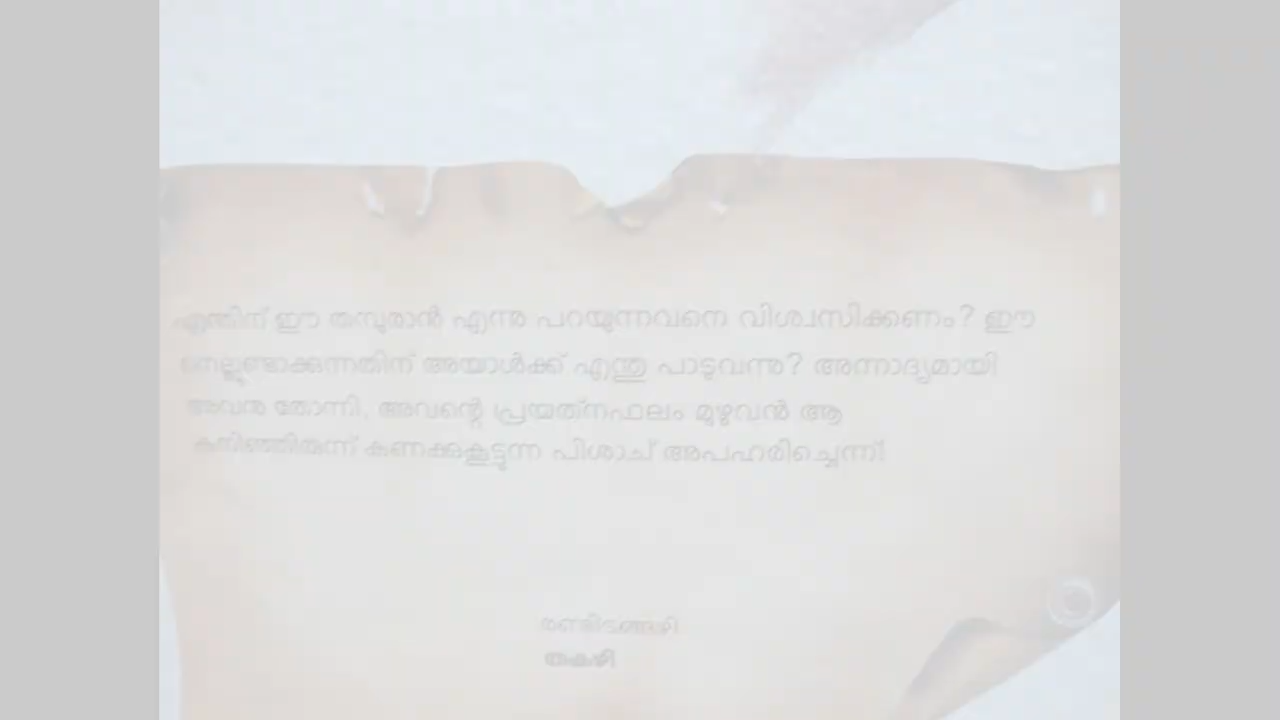 എന്തിന് ഈ തമ്പുരാൻ എന്നു പറയുന്നവനെ വിശ്വസിക്കണം? ഈ
നെല്ലുണ്ടാക്കുന്നതിന് അയാൾക്ക് എന്തു പാടുവന്നു? അന്നാദ്യമായി
അവനു തോന്നി, അവന്റെ പ്രയത്നഫലം മുഴുവൻ ആ
കുനിഞ്ഞിരുന്ന് കണക്കുകൂട്ടുന്ന പിശാച് അപഹരിച്ചെന്ന്!
രണ്ടിടങ്ങഴി
തകഴി